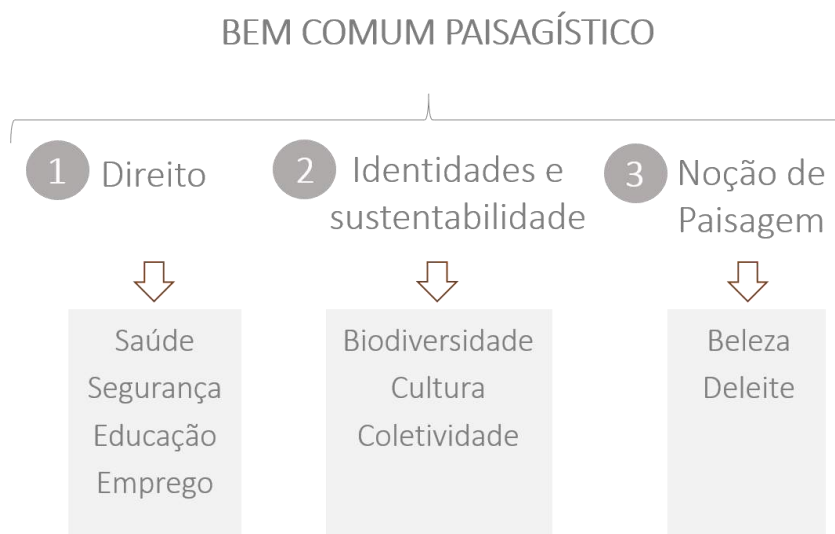 BEM COMUM PAISAGÍSTICO
1 Direito
Saúde
Segurança
Educação
Emprego
2 Identidades e
sustentabilidade
Biodiversidade
Cultura
Coletividade
3 Noção de
Paisagem
Beleza
Deleite